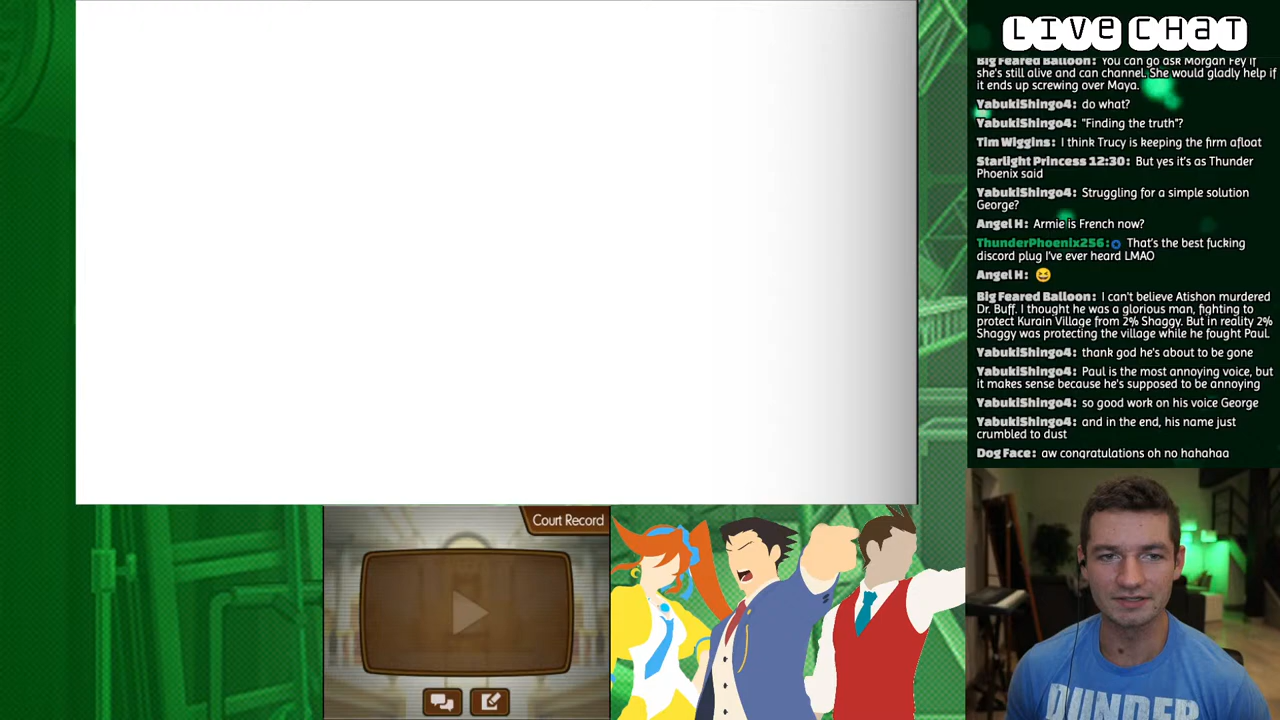 LIVE CHAT
Big Feared Balloon: You can go ask Morgan Fey if
she's still alive and can channel. She would gladly help if
it ends up screwing over Maya.
YabukiShingo4: do what?
YabukiShingo4: "Finding the truth"?
Tim Wiggins: I think Trucy is keeping the firm afloat
Starlight Princess 12:30: But yes it's as Thunder
Phoenix said
YabukiShingo4: Struggling for a simple solution
George?
Angel H: Armie is French now?
ThunderPhoenix256: That's the best fucking
discord plug I've ever heard LMAO
Angel H: 😆
Big Feared Balloon: I can't believe Atishon murdered
Dr. Buff. I thought he was a glorious man, fighting to
protect Kurain Village from 2% Shaggy. But in reality 2%
Shaggy was protecting the village while he fought Paul.
YabukiShingo4: thank god he's about to be gone
YabukiShingo4: Paul is the most annoying voice, but
it makes sense because he's supposed to be annoying
YabukiShingo4: so good work on his voice George
YabukiShingo4: and in the end, his name just
crumbled to dust
Dog Face: aw congratulations oh no hahahaa
Court Record
DUNDER